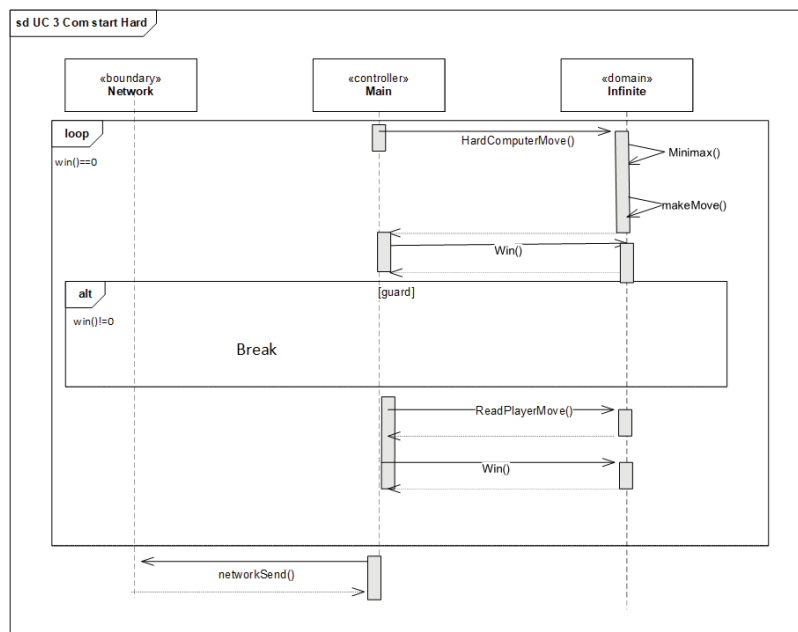 sd UC 3 Com start Hard
«boundary»
Network
«controller»
Main
«domain»
Infinite
loop
win()==0
HardComputerMove()
Minimax()
makeMove()
Win()
alt
[guard]
win()!=0
Break
ReadPlayerMove()
Win()
networkSend()